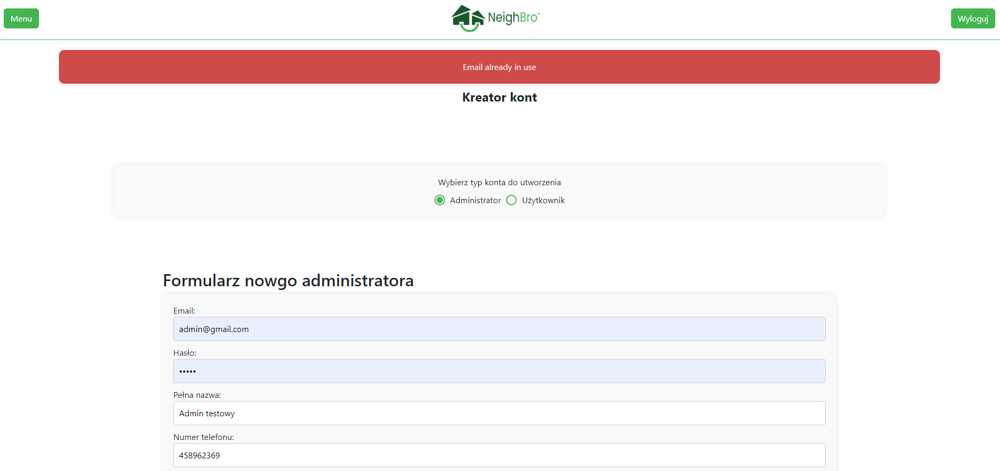 Menu
NeighBro™
Wyloguj
Email already in use
Kreator kont
Wybierz typ konta do utworzenia
Administrator Użytkownik
Formularz nowgo administratora
Email:
admin@gmail.com
Hasło:
•••••
Pełna nazwa:
Admin testowy
Numer telefonu:
458962369